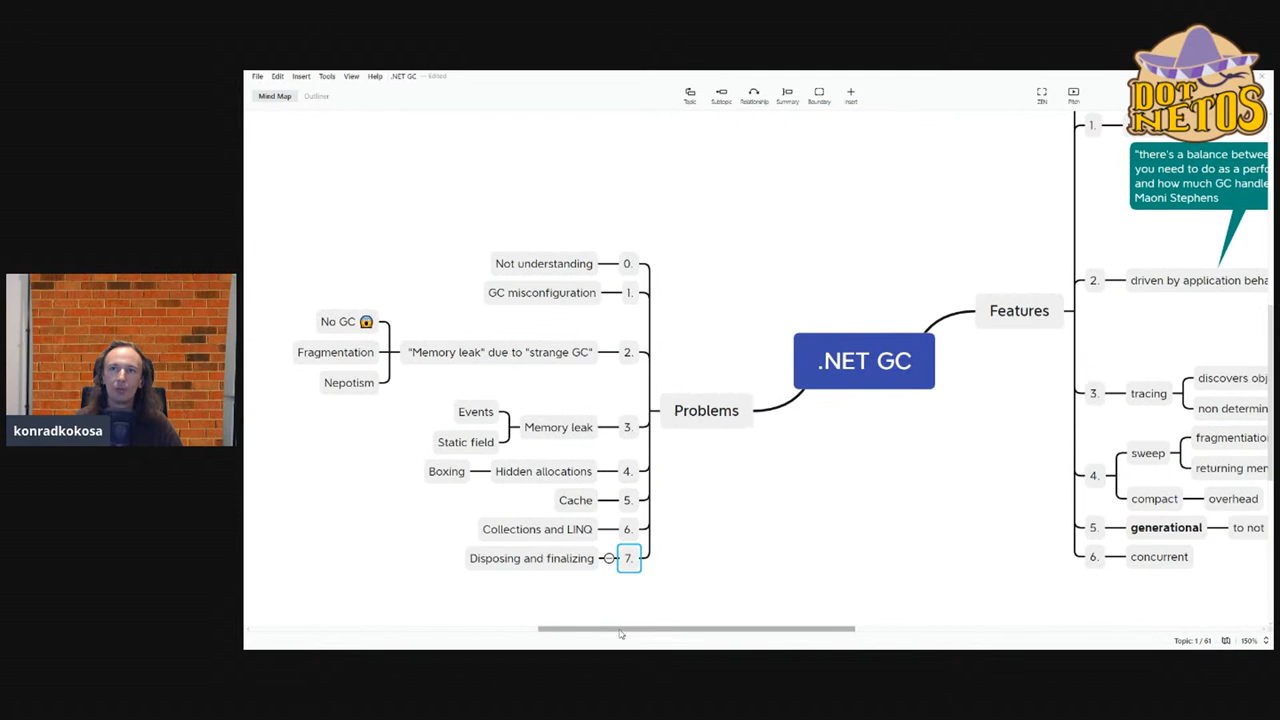 File Edit Insert Tools View Help .NET GC — Edited
Mind Map Outliner
Topic Subtopic Relationship Summary Boundary Insert ZEN Pitch
DOT
NETOS
Not understanding 0.
GC misconfiguration 1.
No GC 😱
Fragmentation
Nepotism
"Memory leak" due to "strange GC" 2.
Events
Static field
Memory leak 3.
Boxing Hidden allocations 4.
Cache 5.
Collections and LINQ 6.
Disposing and finalizing 7.
Problems
.NET GC
Features
1.
"there's a balance betwee
you need to do as a perfo
and how much GC handle
Maoni Stephens
2. driven by application beha
3. tracing
discovers obj
non determin
4. sweep
fragmentiatio
returning mer
compact overhead
5. generational to not
6. concurrent
konradkokosa
Topic: 1 / 61 150%